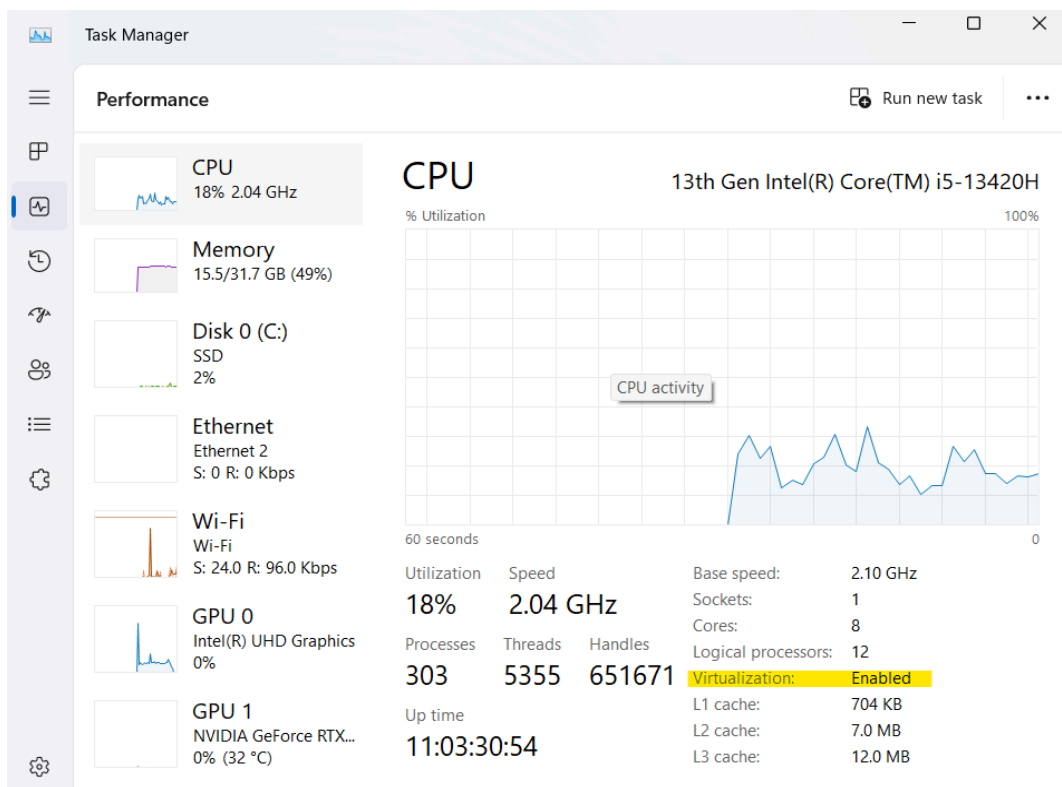 Task Manager
Performance
Run new task
CPU
18% 2.04 GHz
Memory
15.5/31.7 GB (49%)
Disk 0 (C:)
SSD
2%
Ethernet
Ethernet 2
S: 0 R: 0 Kbps
Wi-Fi
Wi-Fi
S: 24.0 R: 96.0 Kbps
GPU 0
Intel(R) UHD Graphics
0%
GPU 1
NVIDIA GeForce RTX...
0% (32 °C)
CPU
13th Gen Intel(R) Core(TM) i5-13420H
% Utilization 100%
CPU activity
60 seconds 0
Utilization Speed
18% 2.04 GHz
Processes Threads Handles
303 5355 651671
Up time
11:03:30:54
Base speed: 2.10 GHz
Sockets: 1
Cores: 8
Logical processors: 12
Virtualization: Enabled
L1 cache: 704 KB
L2 cache: 7.0 MB
L3 cache: 12.0 MB